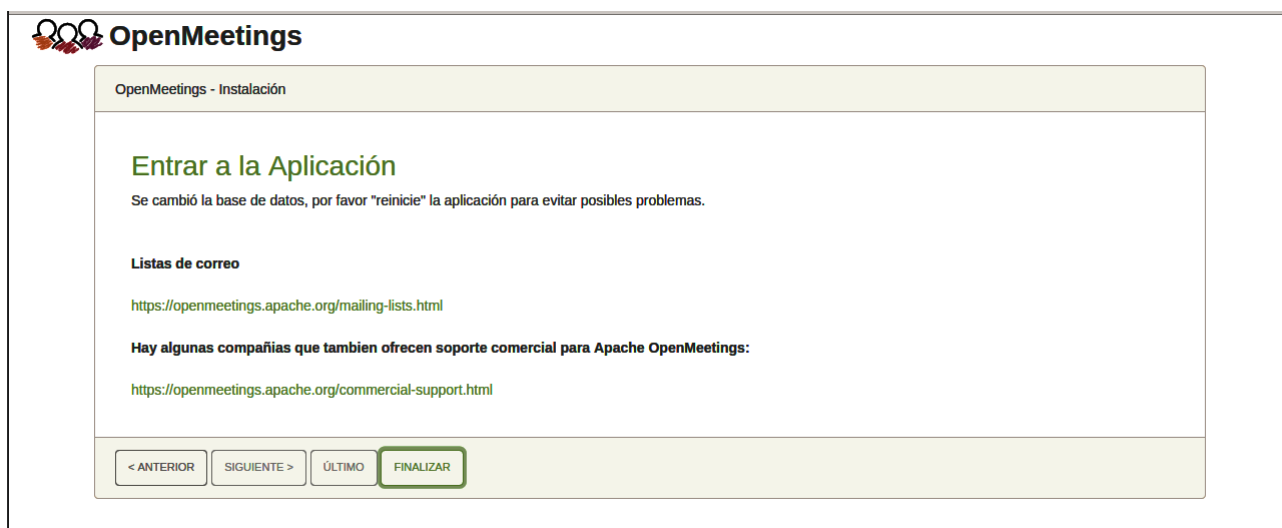 OpenMeetings
OpenMeetings - Instalación
Entrar a la Aplicación
Se cambió la base de datos, por favor "reinicie" la aplicación para evitar posibles problemas.
Listas de correo
https://openmeetings.apache.org/mailing-lists.html
Hay algunas compañias que tambien ofrecen soporte comercial para Apache OpenMeetings:
https://openmeetings.apache.org/commercial-support.html
< ANTERIOR SIGUIENTE > ÚLTIMO FINALIZAR